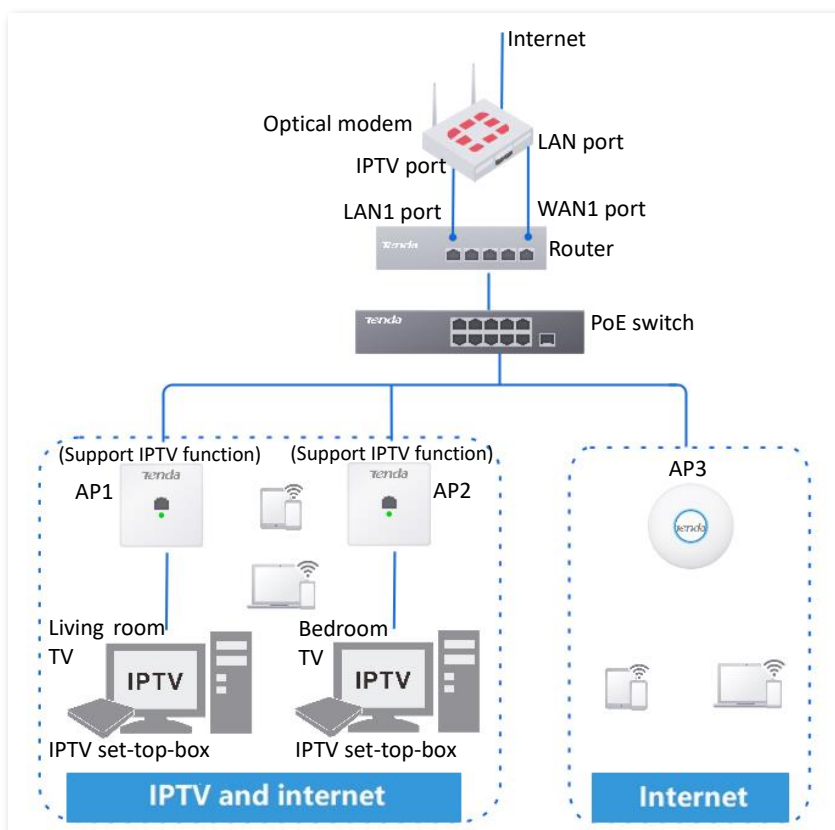 Internet
Optical modem
LAN port
IPTV port
LAN1 port
WAN1 port
Tenda
Router
Tenda
PoE switch
(Support IPTV function)
(Support IPTV function)
AP3
Tenda
Tenda
AP1
AP2
Tenda
Living room
TV
Bedroom
TV
IPTV
IPTV
IPTV set-top-box
IPTV set-top-box
IPTV and internet
Internet